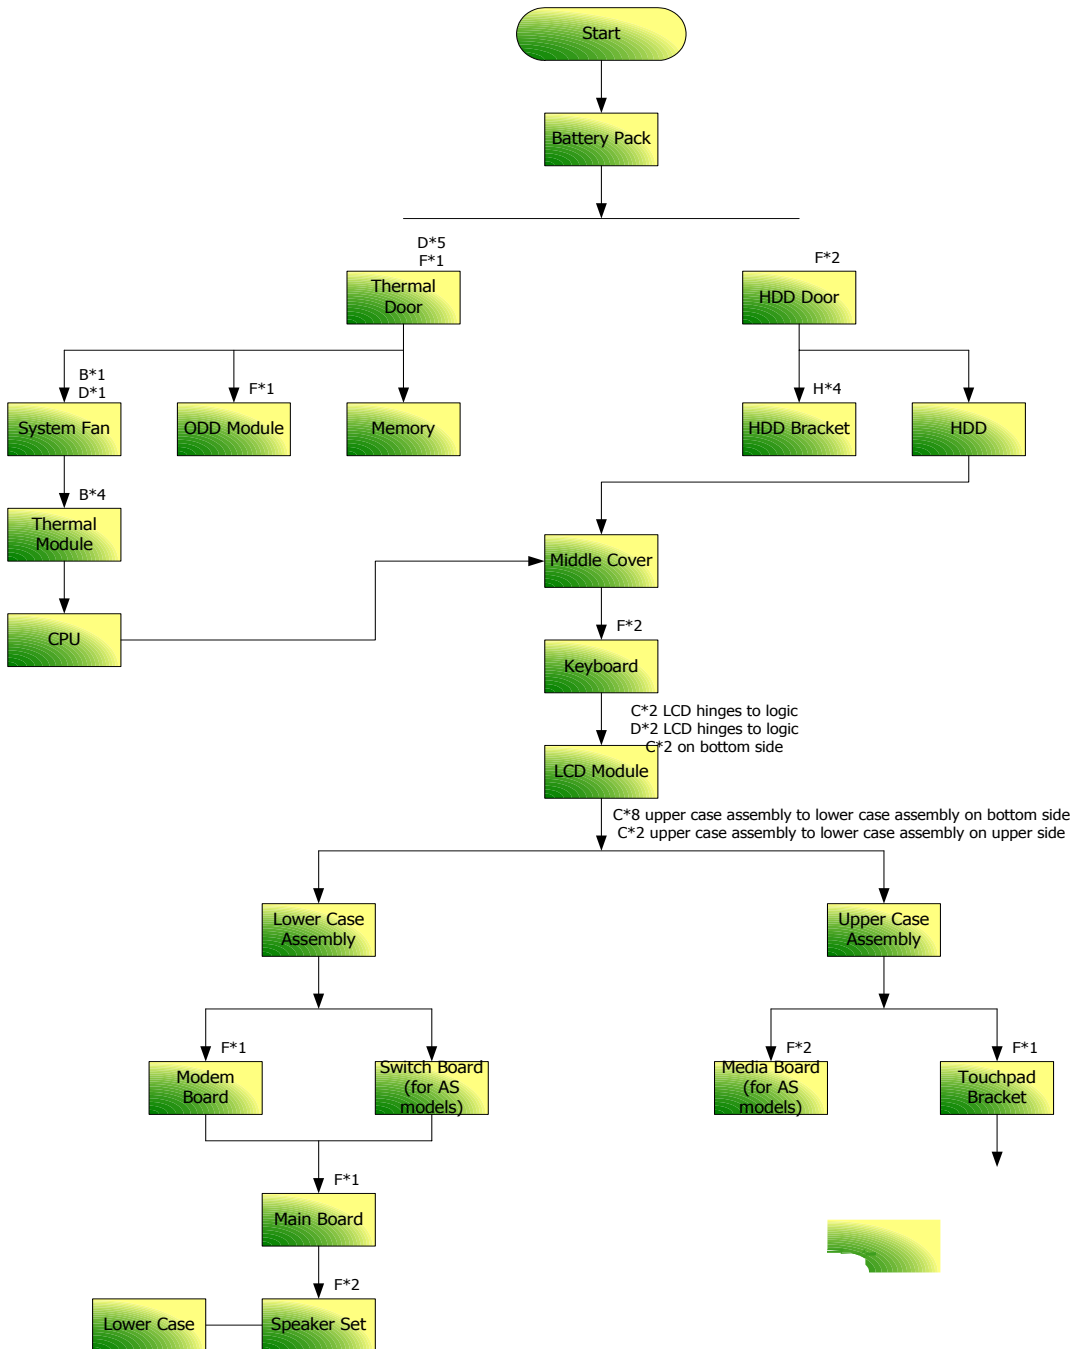 Start
Battery Pack
D*5
F*1
Thermal
Door
F*2
HDD Door
B*1
D*1
System Fan
F*1
ODD Module
Memory
H*4
HDD Bracket
HDD
B*4
Thermal
Module
Middle Cover
CPU
F*2
Keyboard
C*2 LCD hinges to logic
D*2 LCD hinges to logic
C*2 on bottom side
LCD Module
C*8 upper case assembly to lower case assembly on bottom side
C*2 upper case assembly to lower case assembly on upper side
Lower Case
Assembly
Upper Case
Assembly
F*1
Modem
Board
Switch Board
(for AS
models)
F*2
Media Board
(for AS
models)
F*1
Touchpad
Bracket
F*1
Main Board
F*2
Lower Case
Speaker Set